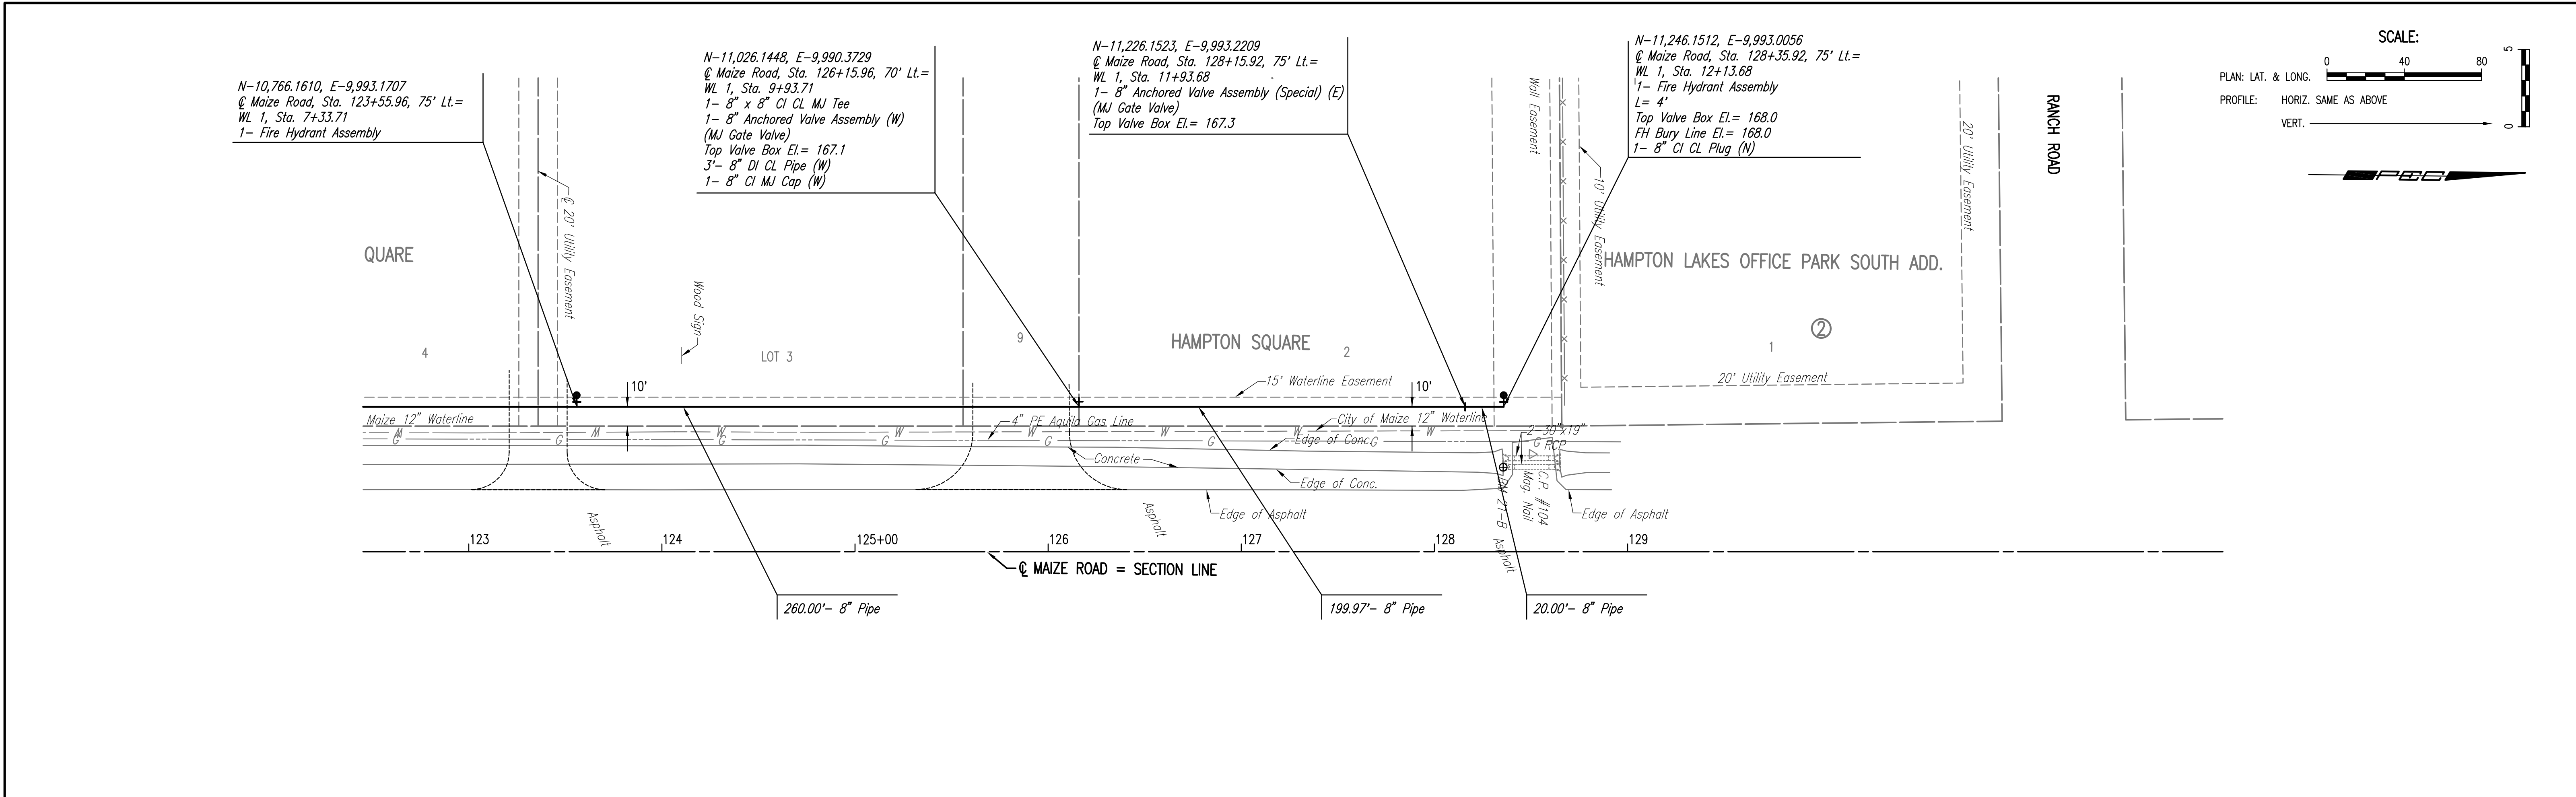 N-10,766.1610, E-9,993.1707
℄ Maize Road, Sta. 123+55.96, 75' Lt.=
WL 1, Sta. 7+33.71
1- Fire Hydrant Assembly
N-11,026.1448, E-9,990.3729
℄ Maize Road, Sta. 126+15.96, 70' Lt.=
WL 1, Sta. 9+93.71
1- 8" x 8" CI CL MJ Tee
1- 8" Anchored Valve Assembly (W)
(MJ Gate Valve)
Top Valve Box El.= 167.1
3'- 8" DI CL Pipe (W)
1- 8" CI MJ Cap (W)
N-11,226.1523, E-9,993.2209
℄ Maize Road, Sta. 128+15.92, 75' Lt.=
WL 1, Sta. 11+93.68
1- 8" Anchored Valve Assembly (Special) (E)
(MJ Gate Valve)
Top Valve Box El.= 167.3
N-11,246.1512, E-9,993.0056
℄ Maize Road, Sta. 128+35.92, 75' Lt.=
WL 1, Sta. 12+13.68
1- Fire Hydrant Assembly
L= 4'
Top Valve Box El.= 168.0
FH Bury Line El.= 168.0
1- 8" CI CL Plug (N)
SCALE:
0 40 80
PLAN: LAT. & LONG.
PROFILE: HORIZ. SAME AS ABOVE
VERT.
5
0
PEC
RANCH ROAD
Wall Easement
10' Utility Easement
20' Utility Easement
℄ 20' Utility Easement
Wood Sign
QUARE
4
LOT 3
9
HAMPTON SQUARE
2
HAMPTON LAKES OFFICE PARK SOUTH ADD.
2
1
20' Utility Easement
10'
15' Waterline Easement
10'
Maize 12" Waterline
4" PE Aquila Gas Line
City of Maize 12" Waterline
M M W W W W W W
G G G G G G G G
Edge of Conc.
2-30"x19"
RCP
Concrete
Edge of Conc.
Edge of Asphalt
Edge of Asphalt
C.P. #104
Mag. Nail
BM 21-B
Asphalt
Asphalt
Asphalt
123
124
125+00
126
127
128
129
℄ MAIZE ROAD = SECTION LINE
260.00'- 8" Pipe
199.97'- 8" Pipe
20.00'- 8" Pipe